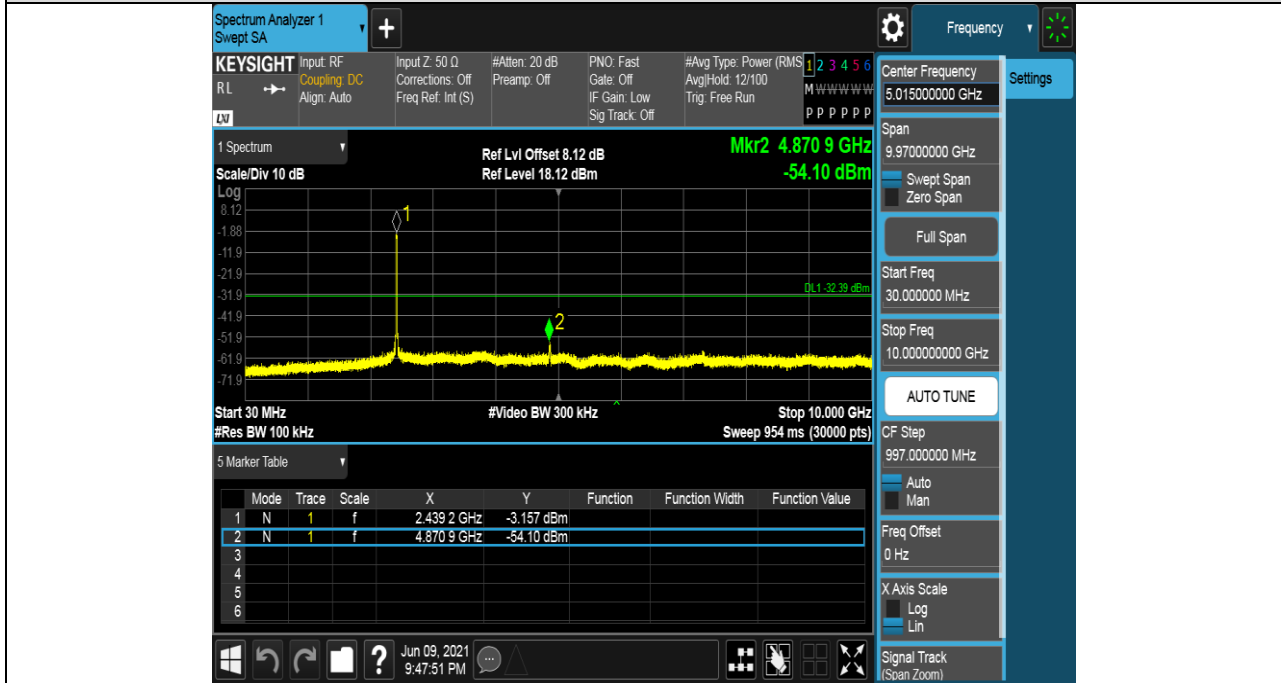 Spectrum Analyzer 1
Swept SA
+
Frequency
KEYSIGHT
RL
LXI
Input: RF
Coupling: DC
Align: Auto
Input Z: 50 Ω
Corrections: Off
Freq Ref: Int (S)
#Atten: 20 dB
Preamp: Off
PNO: Fast
Gate: Off
IF Gain: Low
Sig Track: Off
#Avg Type: Power (RMS
Avg|Hold: 12/100
Trig: Free Run
1 2 3 4 5 6
M W W W W W
P P P P P P
1 Spectrum
Scale/Div 10 dB
Ref Lvl Offset 8.12 dB
Ref Level 18.12 dBm
Mkr2 4.870 9 GHz
-54.10 dBm
Log
8.12
-1.88
-11.9
-21.9
-31.9
-41.9
-51.9
-61.9
-71.9
1
2
DL1 -32.39 dBm
Start 30 MHz
#Video BW 300 kHz
Stop 10.000 GHz
#Res BW 100 kHz
Sweep 954 ms (30000 pts)
5 Marker Table
Mode Trace Scale X Y Function Function Width Function Value
1 N 1 f 2.439 2 GHz -3.157 dBm
2 N 1 f 4.870 9 GHz -54.10 dBm
3
4
5
6
?
Jun 09, 2021
9:47:51 PM
Center Frequency
5.015000000 GHz
Settings
Span
9.97000000 GHz
Swept Span
Zero Span
Full Span
Start Freq
30.000000 MHz
Stop Freq
10.000000000 GHz
AUTO TUNE
CF Step
997.000000 MHz
Auto
Man
Freq Offset
0 Hz
X Axis Scale
Log
Lin
Signal Track
(Span Zoom)